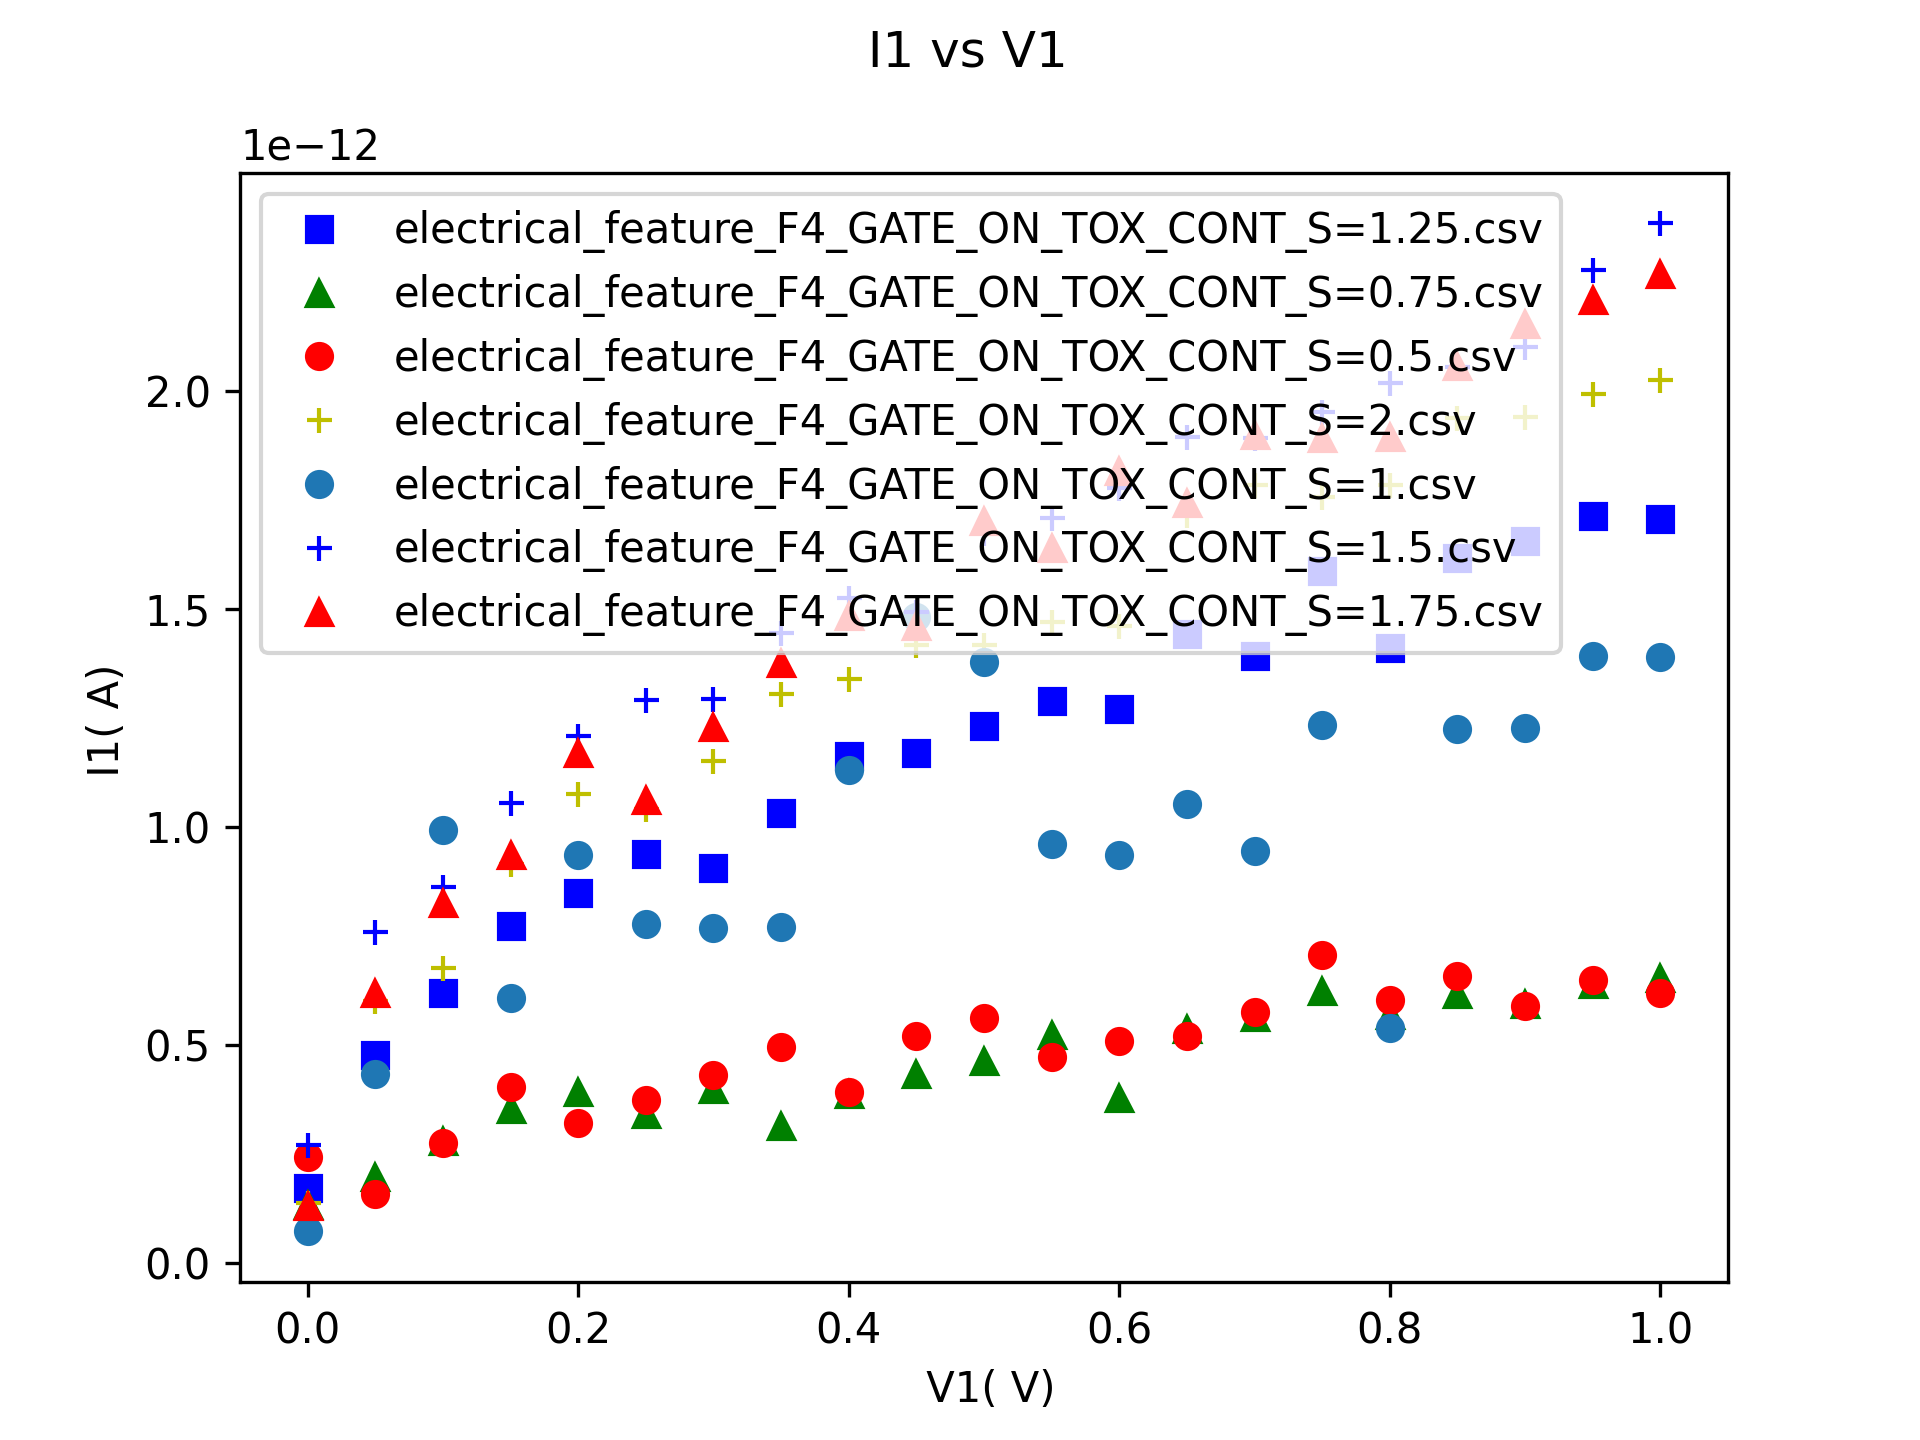 I1 vs V1
1e−12
electrical_feature_F4_GATE_ON_TOX_CONT_S=1.25.csv
electrical_feature_F4_GATE_ON_TOX_CONT_S=0.75.csv
electrical_feature_F4_GATE_ON_TOX_CONT_S=0.5.csv
electrical_feature_F4_GATE_ON_TOX_CONT_S=2.csv
electrical_feature_F4_GATE_ON_TOX_CONT_S=1.csv
electrical_feature_F4_GATE_ON_TOX_CONT_S=1.5.csv
electrical_feature_F4_GATE_ON_TOX_CONT_S=1.75.csv
2.0
1.5
1.0
0.5
0.0
I1( A)
0.0 0.2 0.4 0.6 0.8 1.0
V1( V)